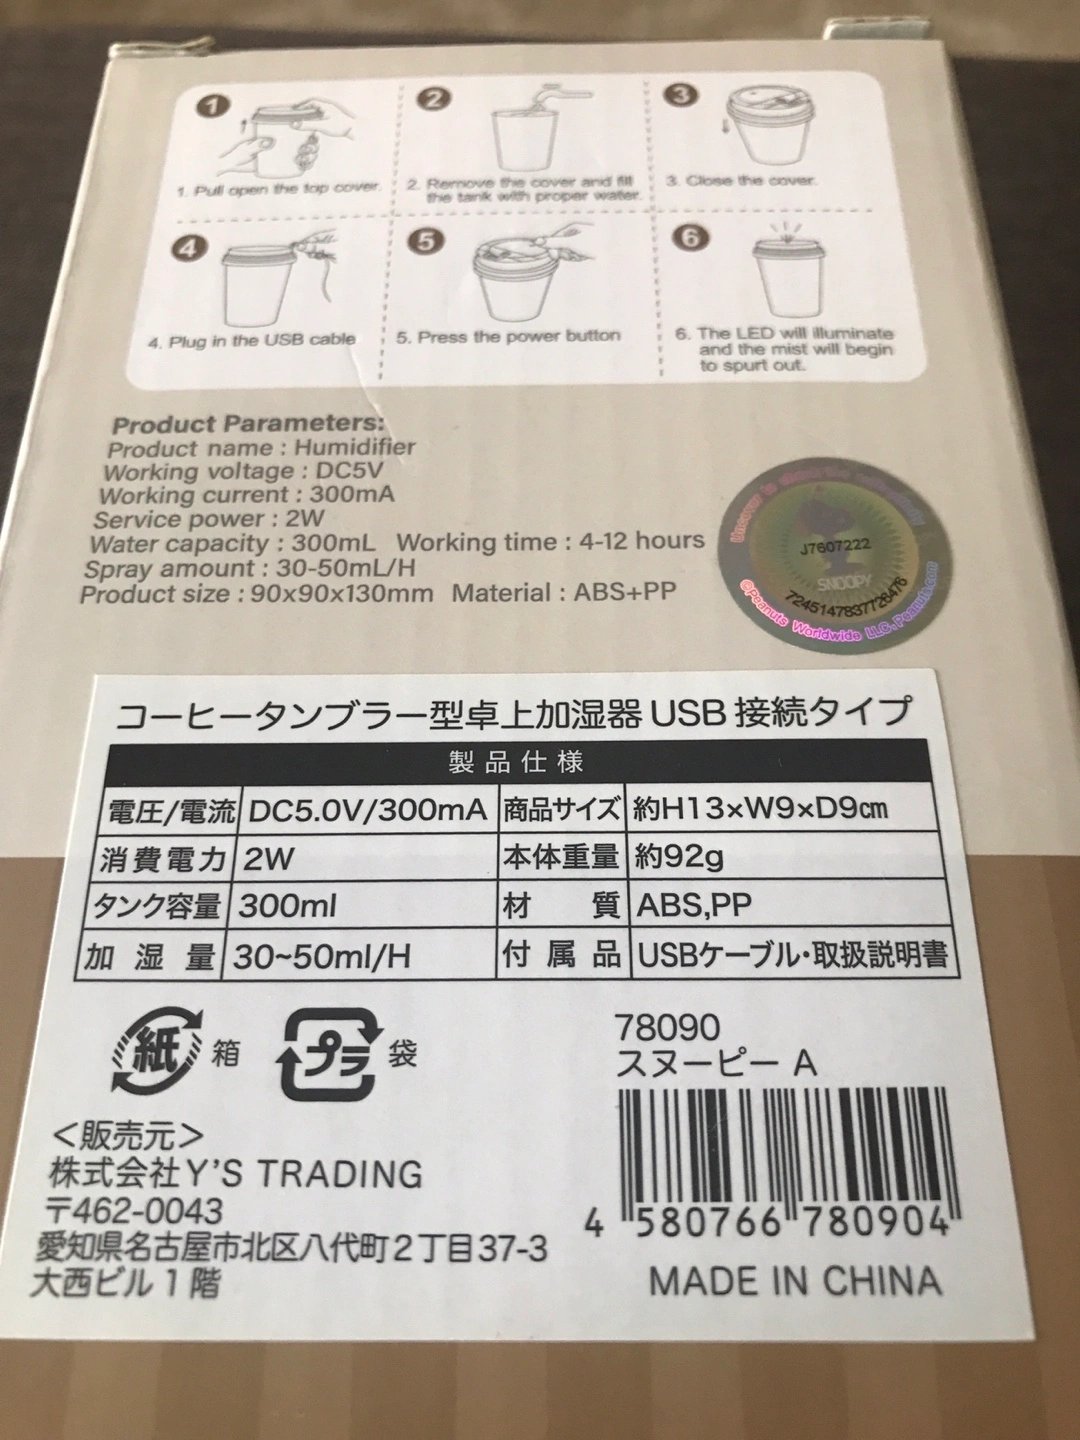 1
1. Pull open the top cover.
2
2. Remove the cover and fill
the tank with proper water.
3
3. Close the cover.
4
4. Plug in the USB cable
5
5. Press the power button
6
6. The LED will illuminate
and the mist will begin
to spurt out.
Product Parameters:
Product name : Humidifier
Working voltage : DC5V
Working current : 300mA
Service power : 2W
Water capacity : 300mL Working time : 4-12 hours
Spray amount : 30-50mL/H
Product size : 90x90x130mm Material : ABS+PP
J7607222
SNOOPY
7245147837728476
©Peanuts Worldwide LLC, Peanuts.com
コーヒータンブラー型卓上加湿器 USB 接続タイプ
製品仕様
電圧/電流 DC5.0V/300mA 商品サイズ 約H13×W9×D9cm
消費電力 2W 本体重量 約92g
タンク容量 300ml 材質 ABS,PP
加湿量 30~50ml/H 付属品 USBケーブル・取扱説明書
紙 箱 プラ 袋
78090
スヌーピー A
<販売元>
株式会社Y'S TRADING
〒462-0043
愛知県名古屋市北区八代町2丁目37-3
大西ビル1階
4 580766 780904
MADE IN CHINA